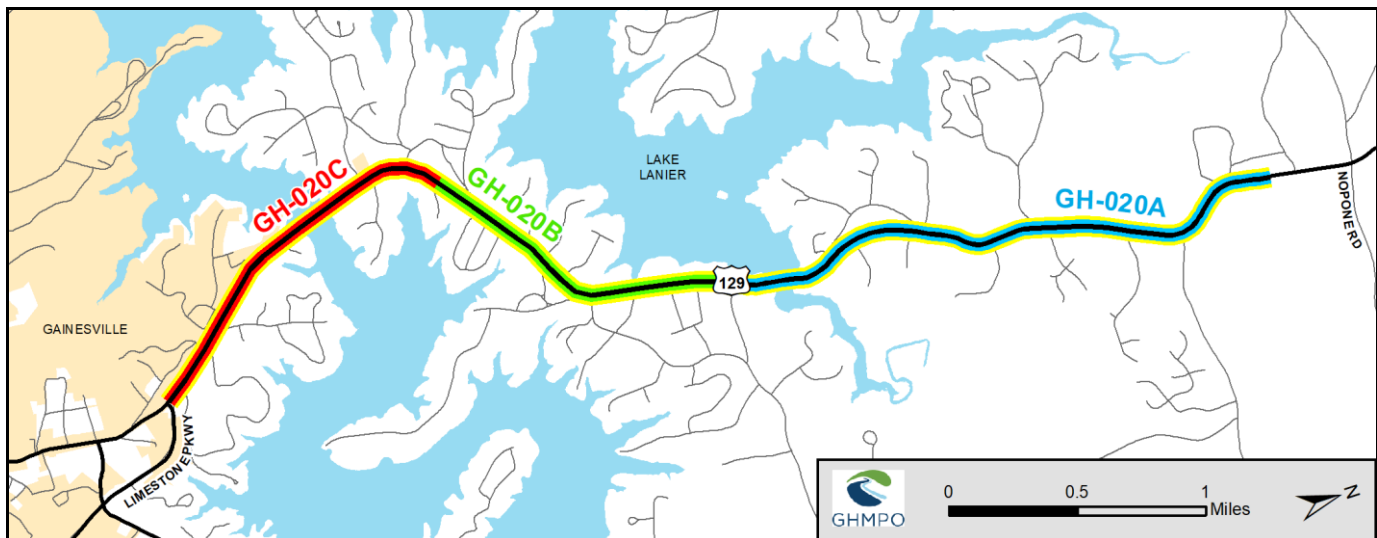 GH-020C
GH-020B
LAKE
LANIER
GH-020A
NOPONE RD
129
GAINESVILLE
LIMESTONE PKWY
GHMPO
0 0.5 1
Miles
N